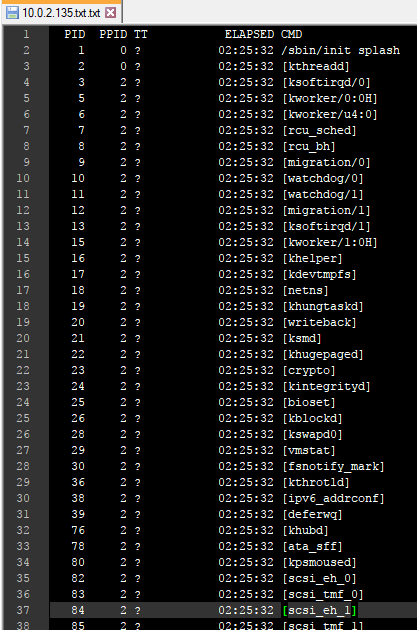 10.0.2.135.txt.txt
1 PID PPID TT ELAPSED CMD
2 1 0 ? 02:25:32 /sbin/init splash
3 2 0 ? 02:25:32 [kthreadd]
4 3 2 ? 02:25:32 [ksoftirqd/0]
5 5 2 ? 02:25:32 [kworker/0:0H]
6 6 2 ? 02:25:32 [kworker/u4:0]
7 7 2 ? 02:25:32 [rcu_sched]
8 8 2 ? 02:25:32 [rcu_bh]
9 9 2 ? 02:25:32 [migration/0]
10 10 2 ? 02:25:32 [watchdog/0]
11 11 2 ? 02:25:32 [watchdog/1]
12 12 2 ? 02:25:32 [migration/1]
13 13 2 ? 02:25:32 [ksoftirqd/1]
14 15 2 ? 02:25:32 [kworker/1:0H]
15 16 2 ? 02:25:32 [khelper]
16 17 2 ? 02:25:32 [kdevtmpfs]
17 18 2 ? 02:25:32 [netns]
18 19 2 ? 02:25:32 [khungtaskd]
19 20 2 ? 02:25:32 [writeback]
20 21 2 ? 02:25:32 [ksmd]
21 22 2 ? 02:25:32 [khugepaged]
22 23 2 ? 02:25:32 [crypto]
23 24 2 ? 02:25:32 [kintegrityd]
24 25 2 ? 02:25:32 [bioset]
25 26 2 ? 02:25:32 [kblockd]
26 28 2 ? 02:25:32 [kswapd0]
27 29 2 ? 02:25:32 [vmstat]
28 30 2 ? 02:25:32 [fsnotify_mark]
29 36 2 ? 02:25:32 [kthrotld]
30 38 2 ? 02:25:32 [ipv6_addrconf]
31 39 2 ? 02:25:32 [deferwq]
32 76 2 ? 02:25:32 [khubd]
33 78 2 ? 02:25:32 [ata_sff]
34 80 2 ? 02:25:32 [kpsmoused]
35 82 2 ? 02:25:32 [scsi_eh_0]
36 83 2 ? 02:25:32 [scsi_tmf_0]
37 84 2 ? 02:25:32 [scsi_eh_1]
38 85 2 ? 02:25:32 [scsi_tmf_1]